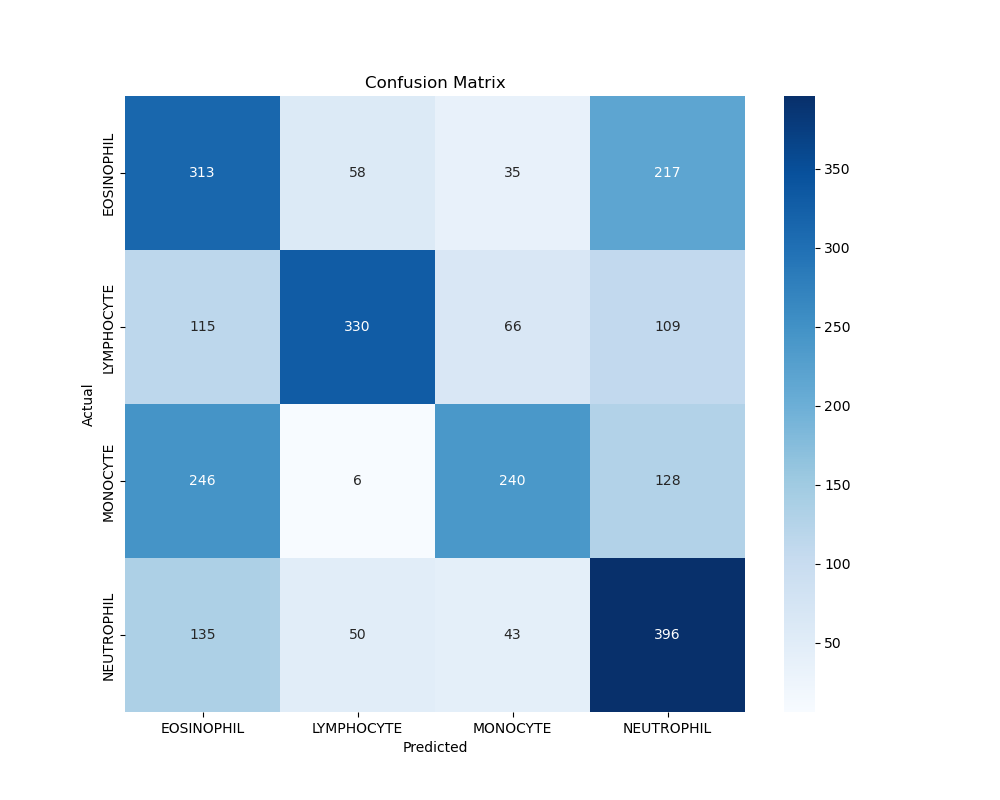 Confusion Matrix
EOSINOPHIL
313 58 35 217
LYMPHOCYTE
115 330 66 109
MONOCYTE
246 6 240 128
NEUTROPHIL
135 50 43 396
Actual
EOSINOPHIL LYMPHOCYTE MONOCYTE NEUTROPHIL
Predicted
350
300
250
200
150
100
50